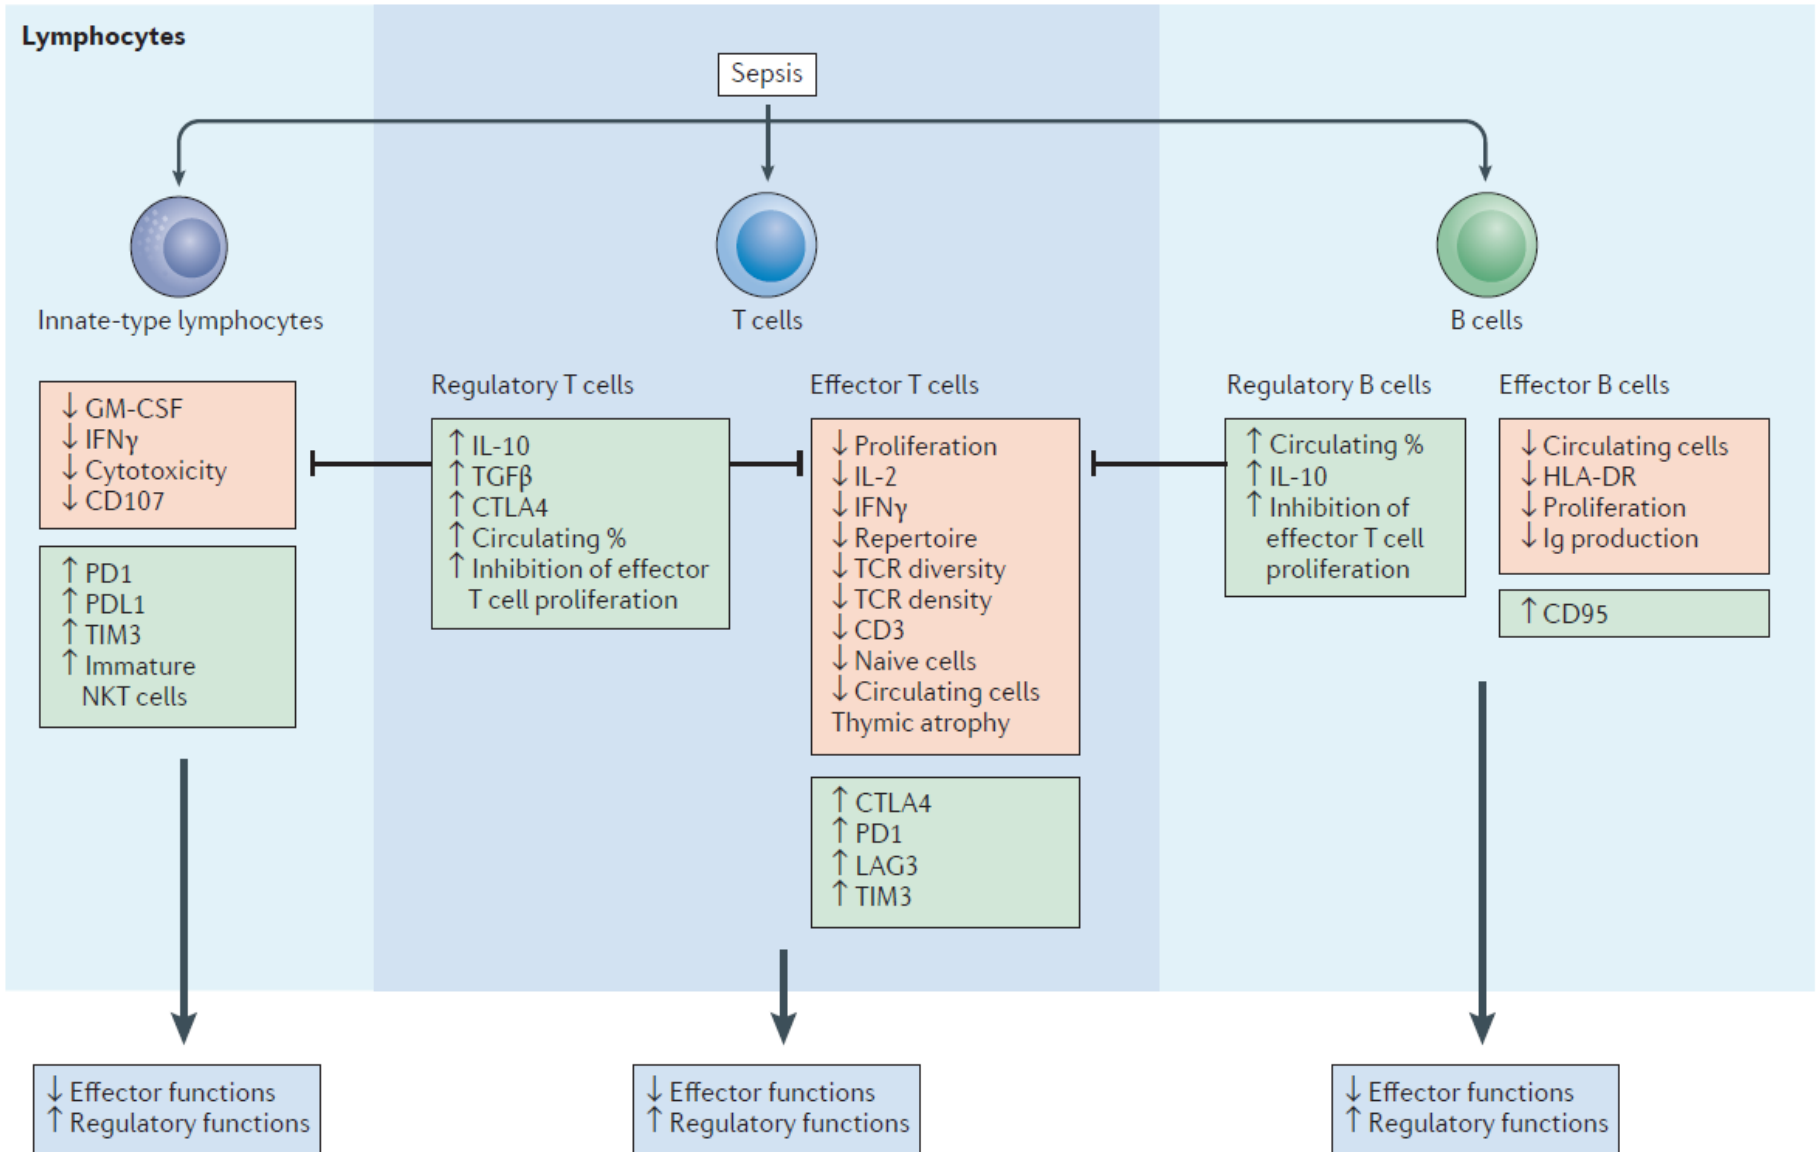 Lymphocytes
Sepsis
Innate-type lymphocytes
↓ GM-CSF
↓ IFNγ
↓ Cytotoxicity
↓ CD107
↑ PD1
↑ PDL1
↑ TIM3
↑ Immature
NKT cells
T cells
Regulatory T cells
↑ IL-10
↑ TGFβ
↑ CTLA4
↑ Circulating %
↑ Inhibition of effector
T cell proliferation
Effector T cells
↓ Proliferation
↓ IL-2
↓ IFNγ
↓ Repertoire
↓ TCR diversity
↓ TCR density
↓ CD3
↓ Naive cells
↓ Circulating cells
Thymic atrophy
↑ CTLA4
↑ PD1
↑ LAG3
↑ TIM3
B cells
Regulatory B cells
↑ Circulating %
↑ IL-10
↑ Inhibition of
effector T cell
proliferation
Effector B cells
↓ Circulating cells
↓ HLA-DR
↓ Proliferation
↓ Ig production
↑ CD95
↓ Effector functions
↑ Regulatory functions
↓ Effector functions
↑ Regulatory functions
↓ Effector functions
↑ Regulatory functions